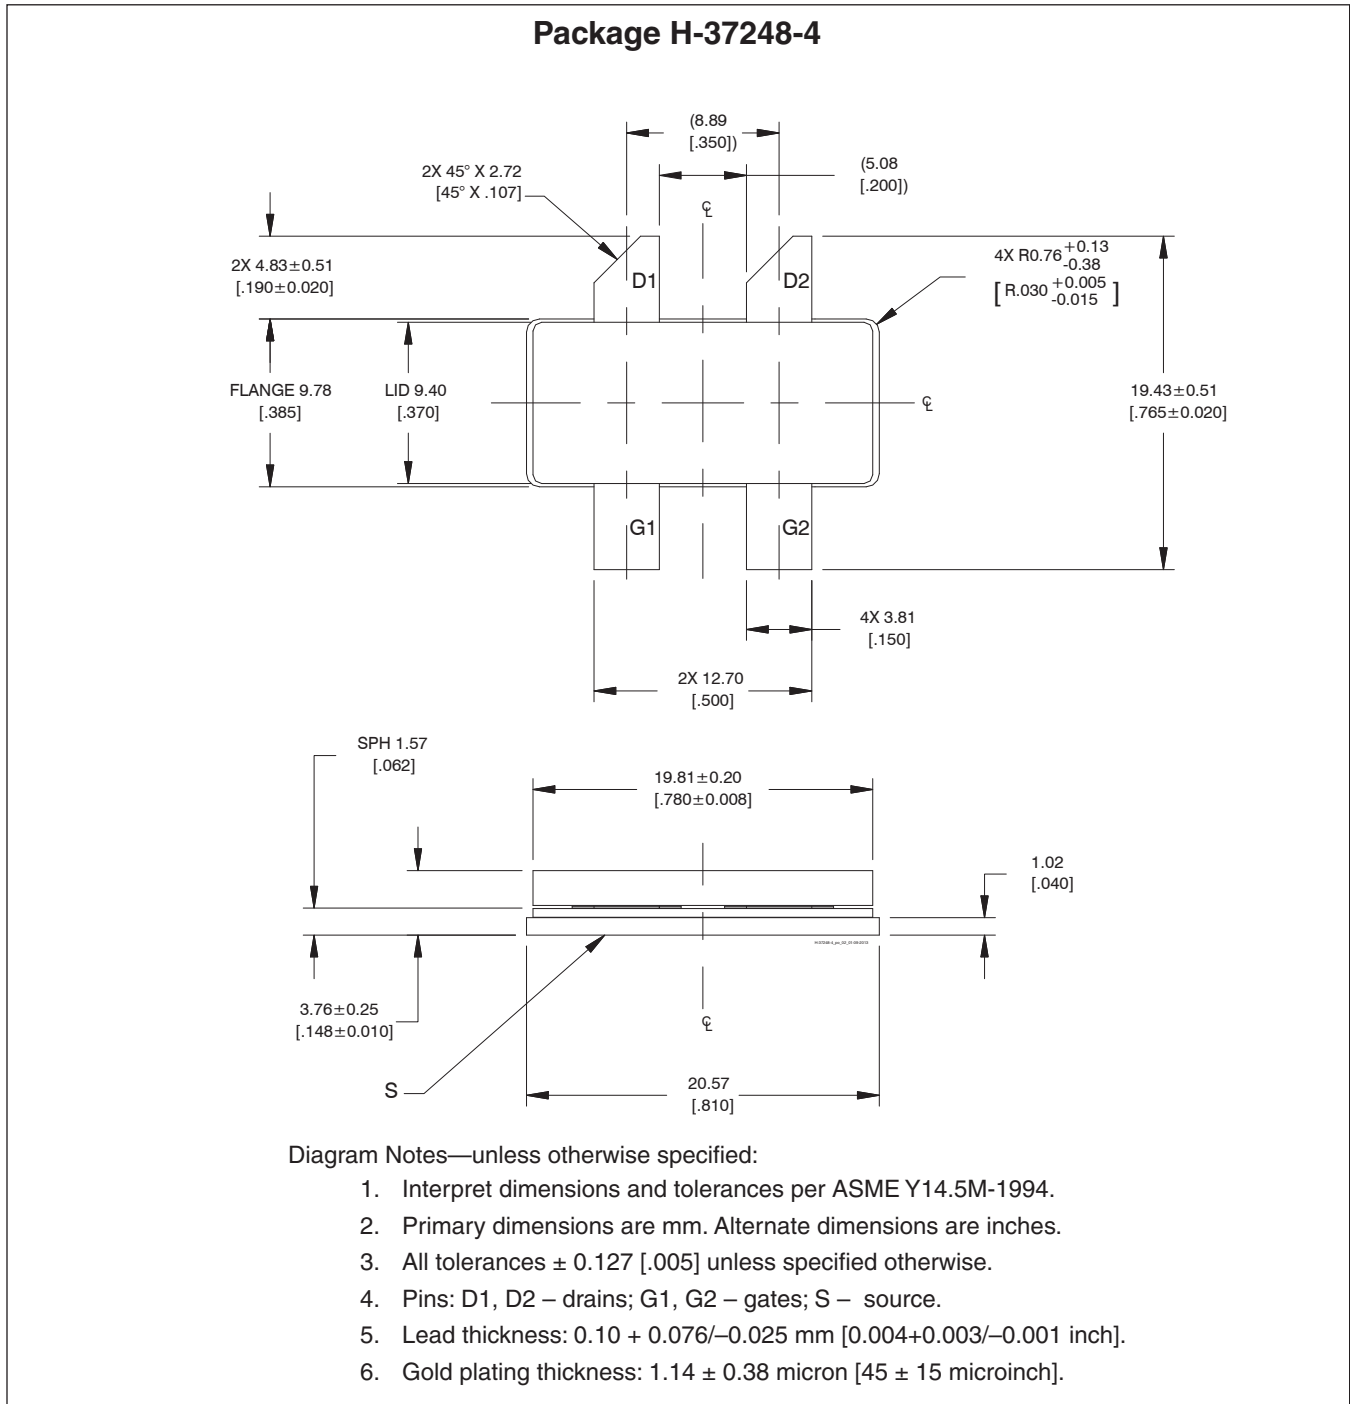 Package H-37248-4
(8.89
[.350])
2X 45° X 2.72
[45° X .107]
(5.08
[.200])
℄
2X 4.83±0.51
[.190±0.020]
D1
D2
4X R0.76 +0.13
-0.38
[ R.030 +0.005 ]
-0.015
FLANGE 9.78
[.385]
LID 9.40
[.370]
℄
19.43±0.51
[.765±0.020]
G1
G2
4X 3.81
[.150]
2X 12.70
[.500]
SPH 1.57
[.062]
19.81±0.20
[.780±0.008]
1.02
[.040]
3.76±0.25
[.148±0.010]
℄
S
20.57
[.810]
Diagram Notes—unless otherwise specified:
1. Interpret dimensions and tolerances per ASME Y14.5M-1994.
2. Primary dimensions are mm. Alternate dimensions are inches.
3. All tolerances ± 0.127 [.005] unless specified otherwise.
4. Pins: D1, D2 – drains; G1, G2 – gates; S – source.
5. Lead thickness: 0.10 + 0.076/–0.025 mm [0.004+0.003/–0.001 inch].
6. Gold plating thickness: 1.14 ± 0.38 micron [45 ± 15 microinch].